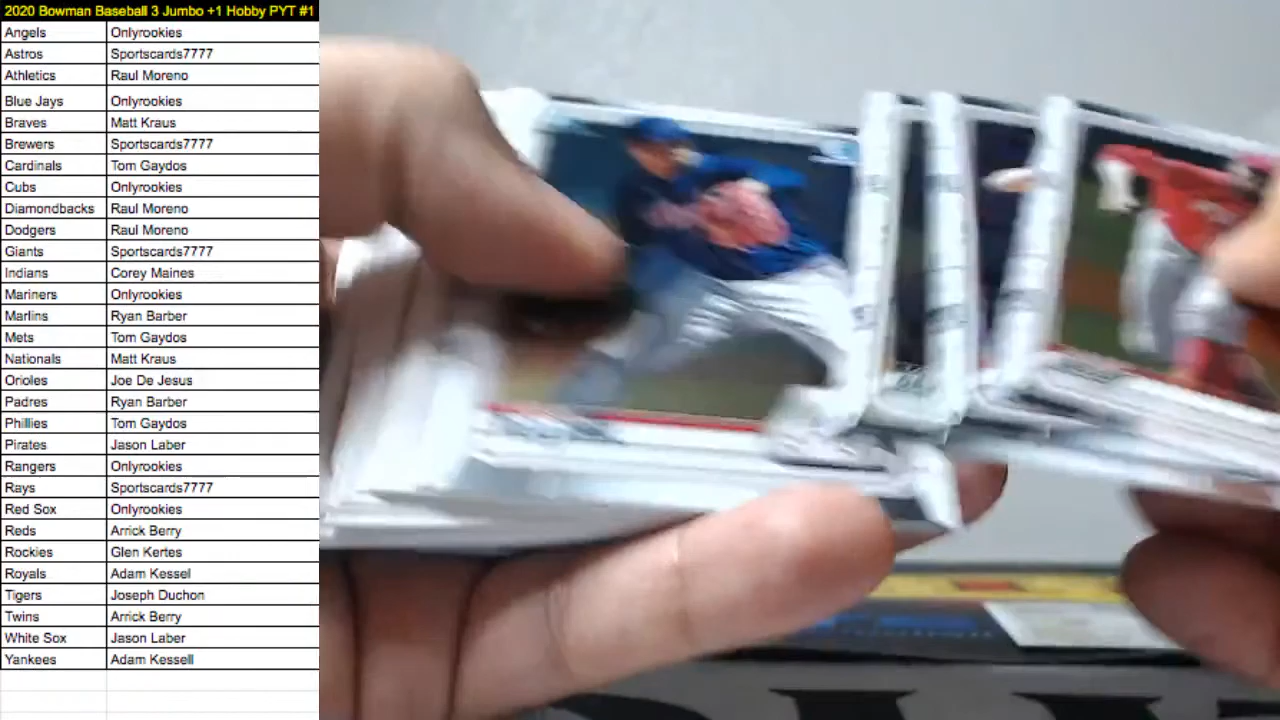 2020 Bowman Baseball 3 Jumbo +1 Hobby PYT #1
Angels Onlyrookies
Astros Sportscards7777
Athletics Raul Moreno
Blue Jays Onlyrookies
Braves Matt Kraus
Brewers Sportscards7777
Cardinals Tom Gaydos
Cubs Onlyrookies
Diamondbacks Raul Moreno
Dodgers Raul Moreno
Giants Sportscards7777
Indians Corey Maines
Mariners Onlyrookies
Marlins Ryan Barber
Mets Tom Gaydos
Nationals Matt Kraus
Orioles Joe De Jesus
Padres Ryan Barber
Phillies Tom Gaydos
Pirates Jason Laber
Rangers Onlyrookies
Rays Sportscards7777
Red Sox Onlyrookies
Reds Arrick Berry
Rockies Glen Kertes
Royals Adam Kessel
Tigers Joseph Duchon
Twins Arrick Berry
White Sox Jason Laber
Yankees Adam Kessell